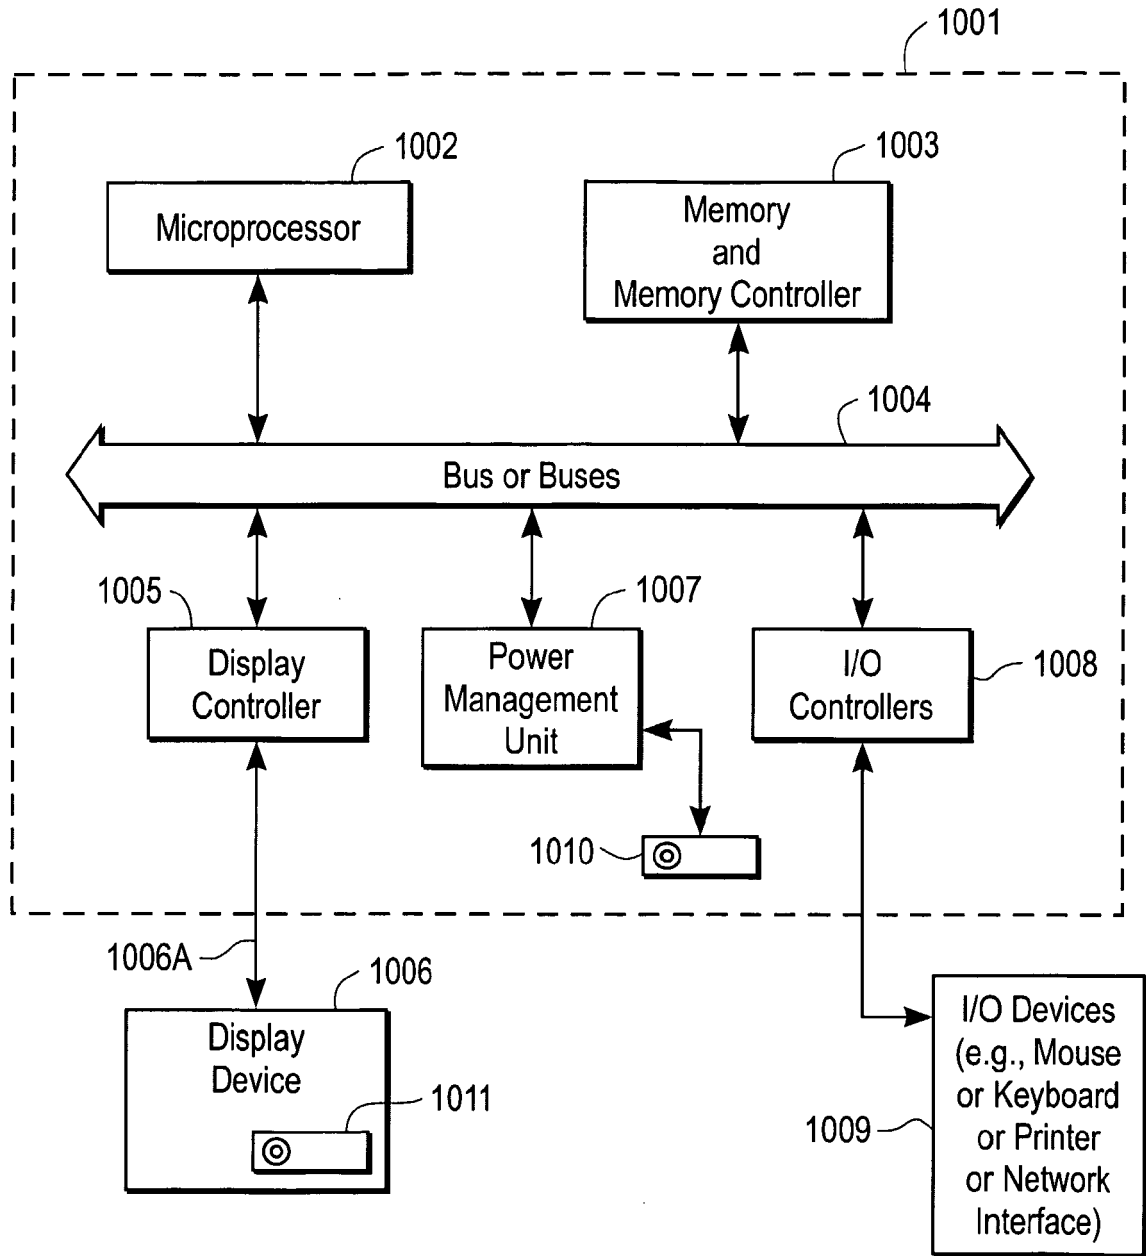 1001
1002
1003
Microprocessor
Memory
and
Memory Controller
1004
Bus or Buses
1005
1007
1008
Display
Controller
Power
Management
Unit
I/O
Controllers
1010
1006A
1006
Display
Device
1011
1009
I/O Devices
(e.g., Mouse
or Keyboard
or Printer
or Network
Interface)